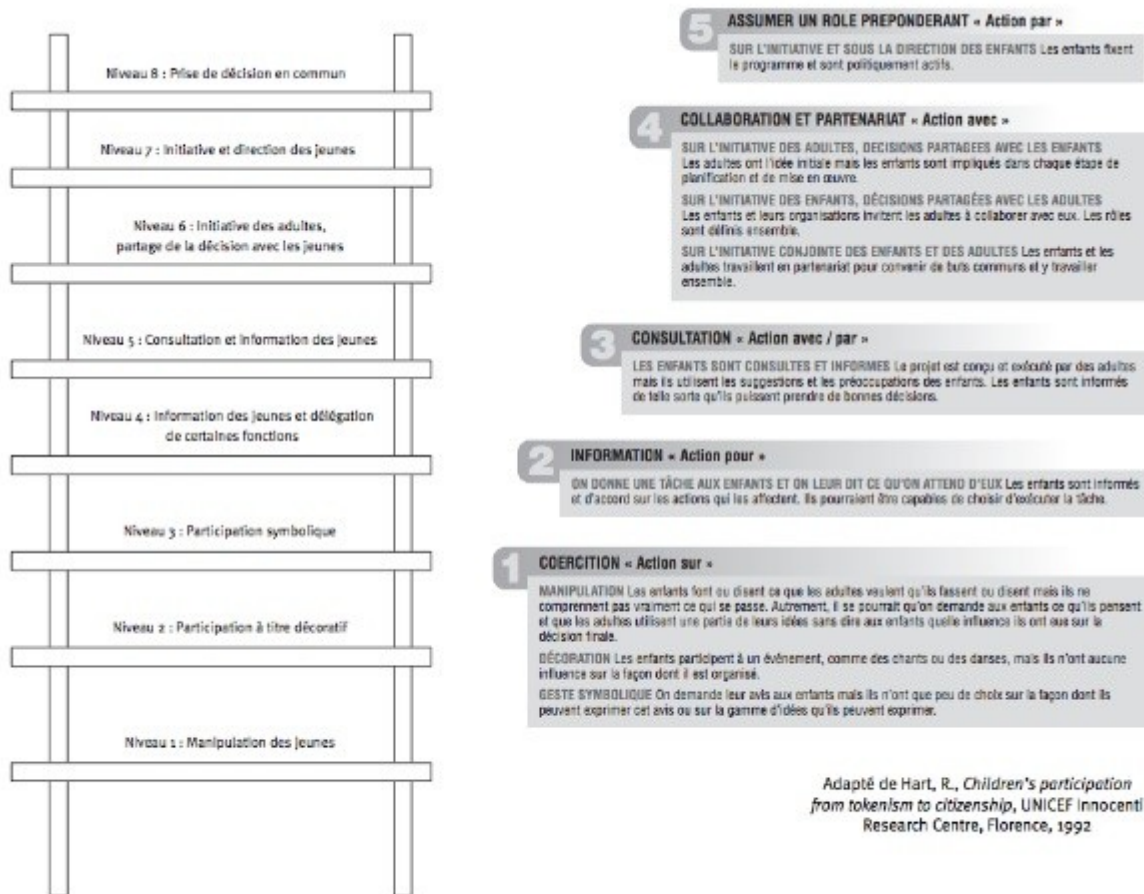 Niveau 8 : Prise de décision en commun
Niveau 7 : Initiative et direction des jeunes
Niveau 6 : Initiative des adultes,
partage de la décision avec les jeunes
Niveau 5 : Consultation et information des jeunes
Niveau 4 : Information des jeunes et délégation
de certaines fonctions
Niveau 3 : Participation symbolique
Niveau 2 : Participation à titre décoratif
Niveau 1 : Manipulation des jeunes
5 ASSUMER UN ROLE PREPONDERANT « Action par »
SUR L'INITIATIVE ET SOUS LA DIRECTION DES ENFANTS Les enfants fixent
le programme et sont politiquement actifs.
4 COLLABORATION ET PARTENARIAT « Action avec »
SUR L'INITIATIVE DES ADULTES, DECISIONS PARTAGEES AVEC LES ENFANTS
Les adultes ont l'idée initiale mais les enfants sont impliqués dans chaque étape de
planification et de mise en œuvre.
SUR L'INITIATIVE DES ENFANTS, DÉCISIONS PARTAGÉES AVEC LES ADULTES
Les enfants et leurs organisations invitent les adultes à collaborer avec eux. Les rôles
sont définis ensemble.
SUR L'INITIATIVE CONJOINTE DES ENFANTS ET DES ADULTES Les enfants et les
adultes travaillent en partenariat pour convenir de buts communs et y travailler
ensemble.
3 CONSULTATION « Action avec / par »
LES ENFANTS SONT CONSULTES ET INFORMES Le projet est conçu et exécuté par des adultes
mais ils utilisent les suggestions et les préoccupations des enfants. Les enfants sont informés
de telle sorte qu'ils puissent prendre de bonnes décisions.
2 INFORMATION « Action pour »
ON DONNE UNE TÂCHE AUX ENFANTS ET ON LEUR DIT CE QU'ON ATTEND D'EUX Les enfants sont informés
et d'accord sur les actions qui les affectent. Ils pourraient être capables de choisir d'exécuter la tâche.
1 COERCITION « Action sur »
MANIPULATION Les enfants font ou disent ce que les adultes veulent qu'ils fassent ou disent mais ils ne
comprennent pas vraiment ce qui se passe. Autrement, il se pourrait qu'on demande aux enfants ce qu'ils pensent
et que les adultes utilisent une partie de leurs idées sans dire aux enfants quelle influence ils ont eue sur la
décision finale.
DÉCORATION Les enfants participent à un évènement, comme des chants ou des danses, mais ils n'ont aucune
influence sur la façon dont il est organisé.
GESTE SYMBOLIQUE On demande leur avis aux enfants mais ils n'ont que peu de choix sur la façon dont ils
peuvent exprimer cet avis ou sur la gamme d'idées qu'ils peuvent exprimer.
Adapté de Hart, R., Children's participation
from tokenism to citizenship, UNICEF Innocenti
Research Centre, Florence, 1992